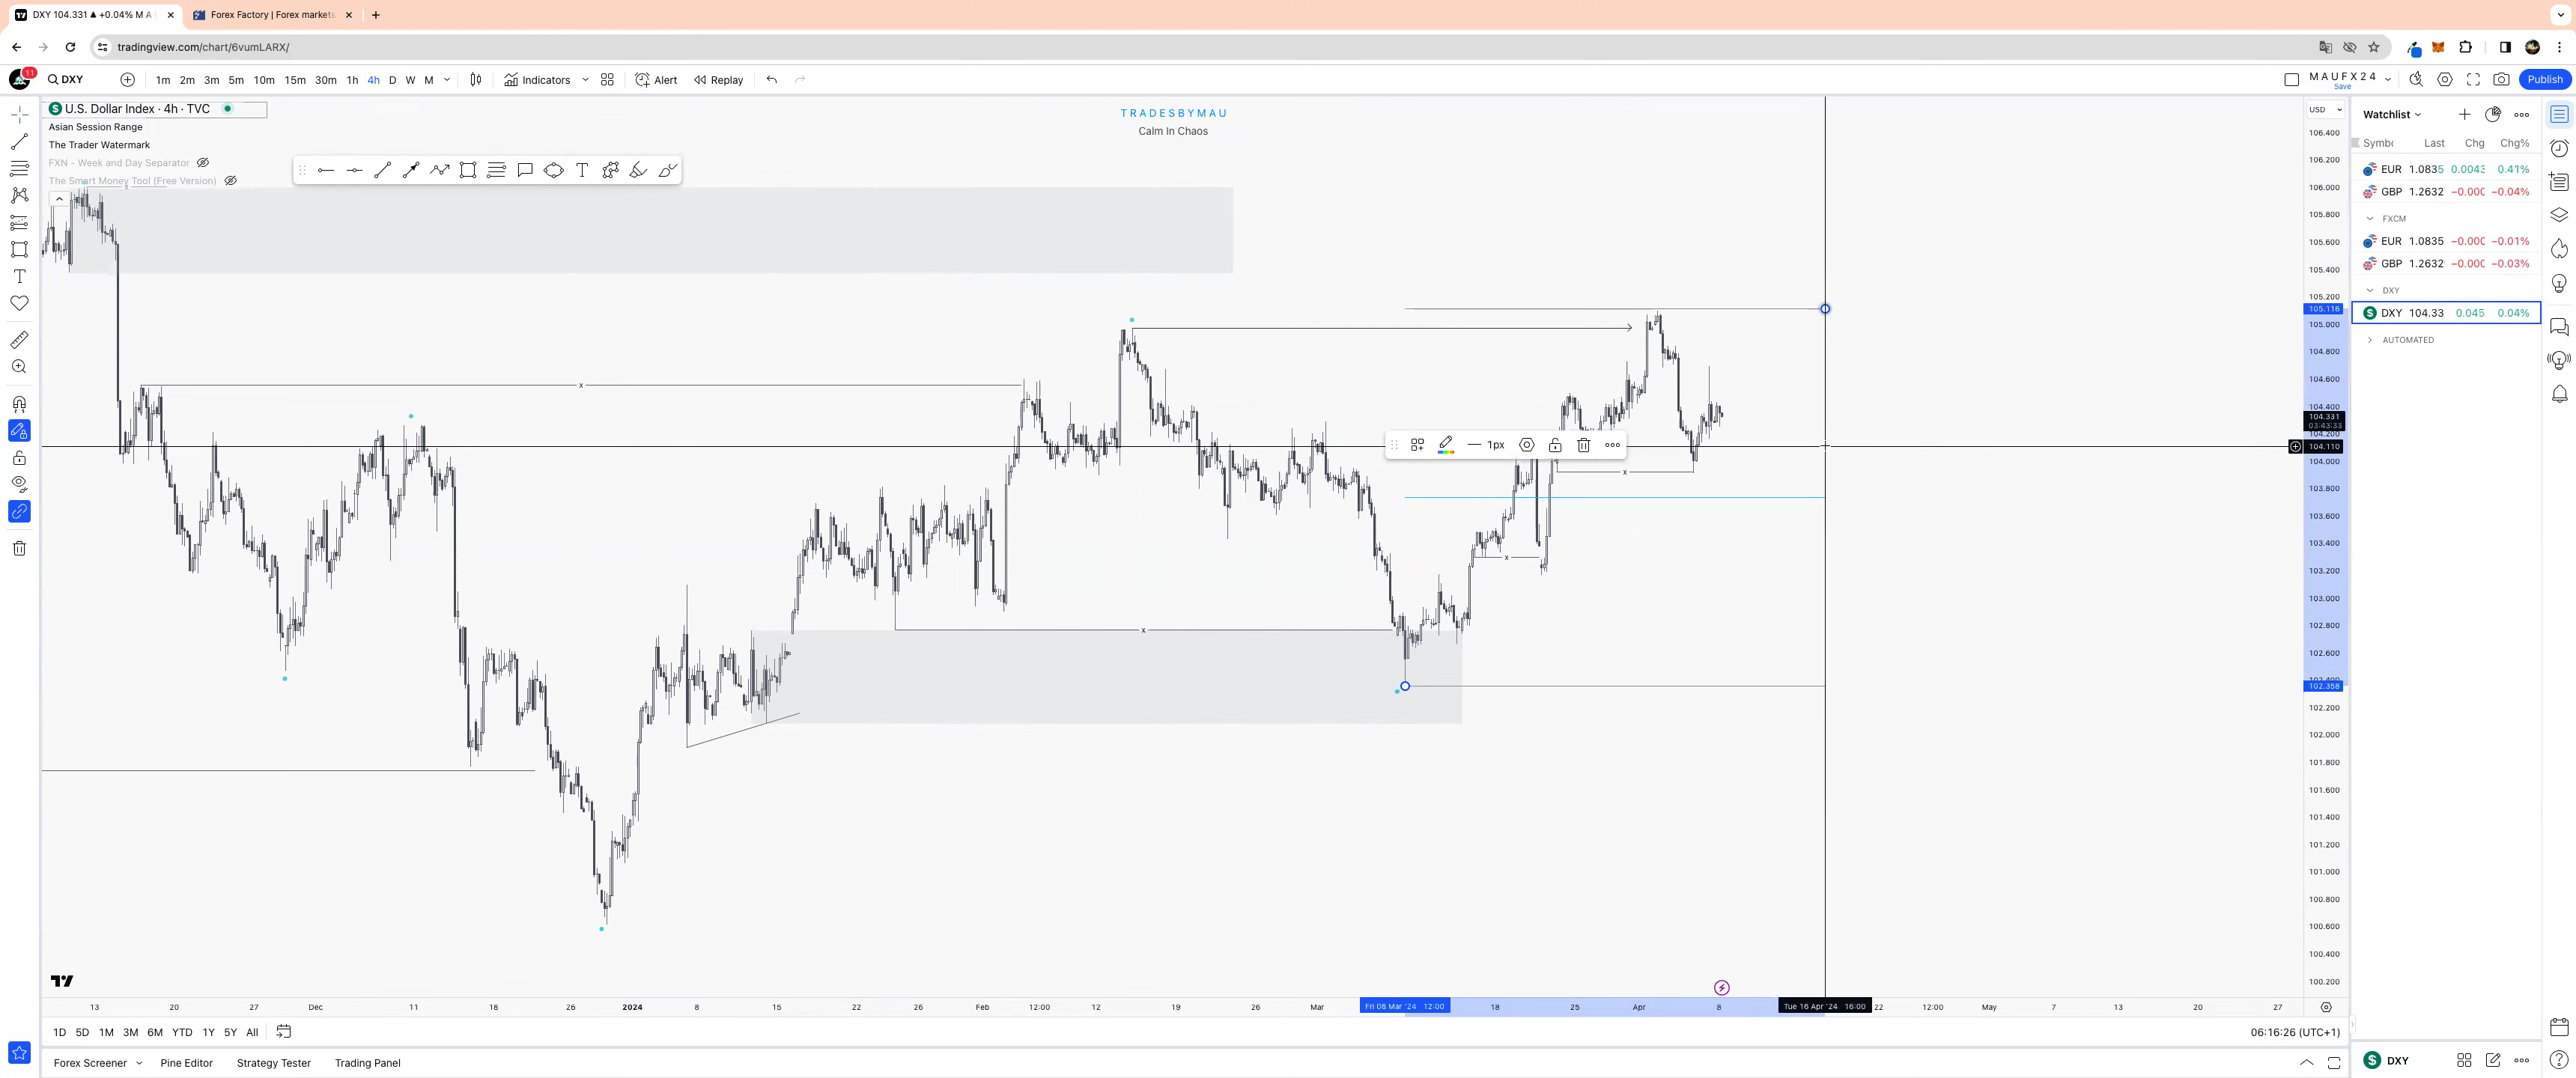 DXY 104.331 ▲ +0.04% M A
Forex Factory | Forex markets
tradingview.com/chart/6vumLARX/
11
DXY
1m 2m 3m 5m 10m 15m 30m 1h 4h D W M
Indicators
Alert
Replay
M A U F X 2 4
Save
Publish
U.S. Dollar Index · 4h · TVC
Asian Session Range
The Trader Watermark
FXN - Week and Day Separator
The Smart Money Tool (Free Version)
T R A D E S B Y M A U
Calm In Chaos
1px
x
x
x
x
x
USD
106.400
106.200
106.000
105.800
105.600
105.400
105.200
105.116
105.000
104.800
104.600
104.400
104.331
03:43:33
104.200
104.110
104.000
103.800
103.600
103.400
103.200
103.000
102.800
102.600
102.358
102.200
102.000
101.800
101.600
101.400
101.200
101.000
100.800
100.600
100.400
100.200
Watchlist
Symbo Last Chg Chg%
EUR 1.0835 0.0043 0.41%
GBP 1.2632 −0.000 −0.04%
FXCM
EUR 1.0835 −0.000 −0.01%
GBP 1.2632 −0.000 −0.03%
DXY
DXY 104.33 0.045 0.04%
AUTOMATED
13 20 27 Dec 11 18 26 2024 8 15 22 26 Feb 12:00 12 19 26 Mar Fri 08 Mar '24 12:00 18 25 Apr 8 Tue 16 Apr '24 16:00 22 12:00 May 7 13 20 27
1D 5D 1M 3M 6M YTD 1Y 5Y All
06:16:26 (UTC+1)
Forex Screener Pine Editor Strategy Tester Trading Panel
DXY